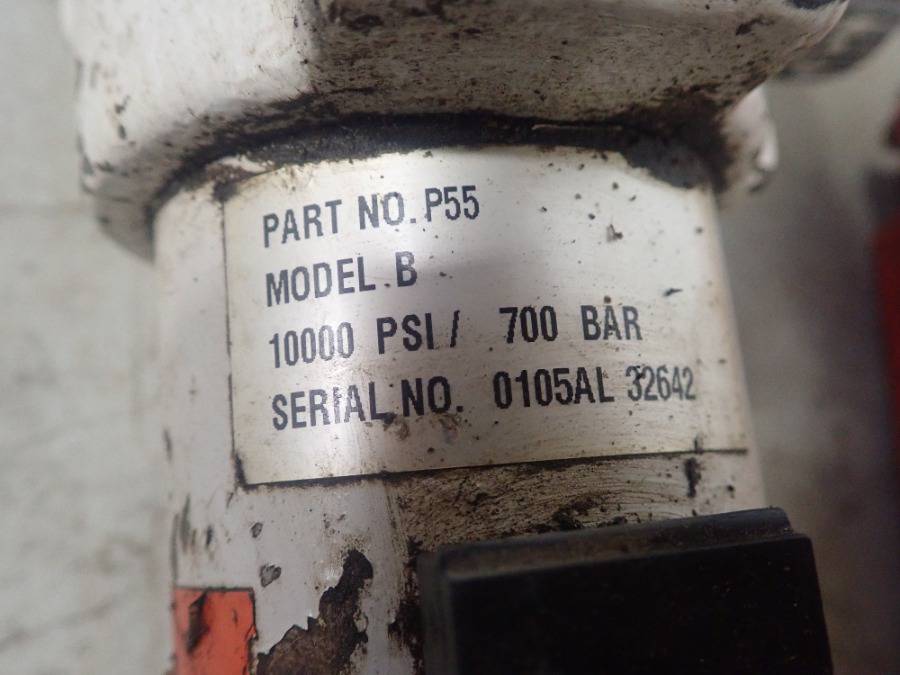 PART NO. P55
MODEL B
10000 PSI / 700 BAR
SERIAL NO. 0105AL 32642